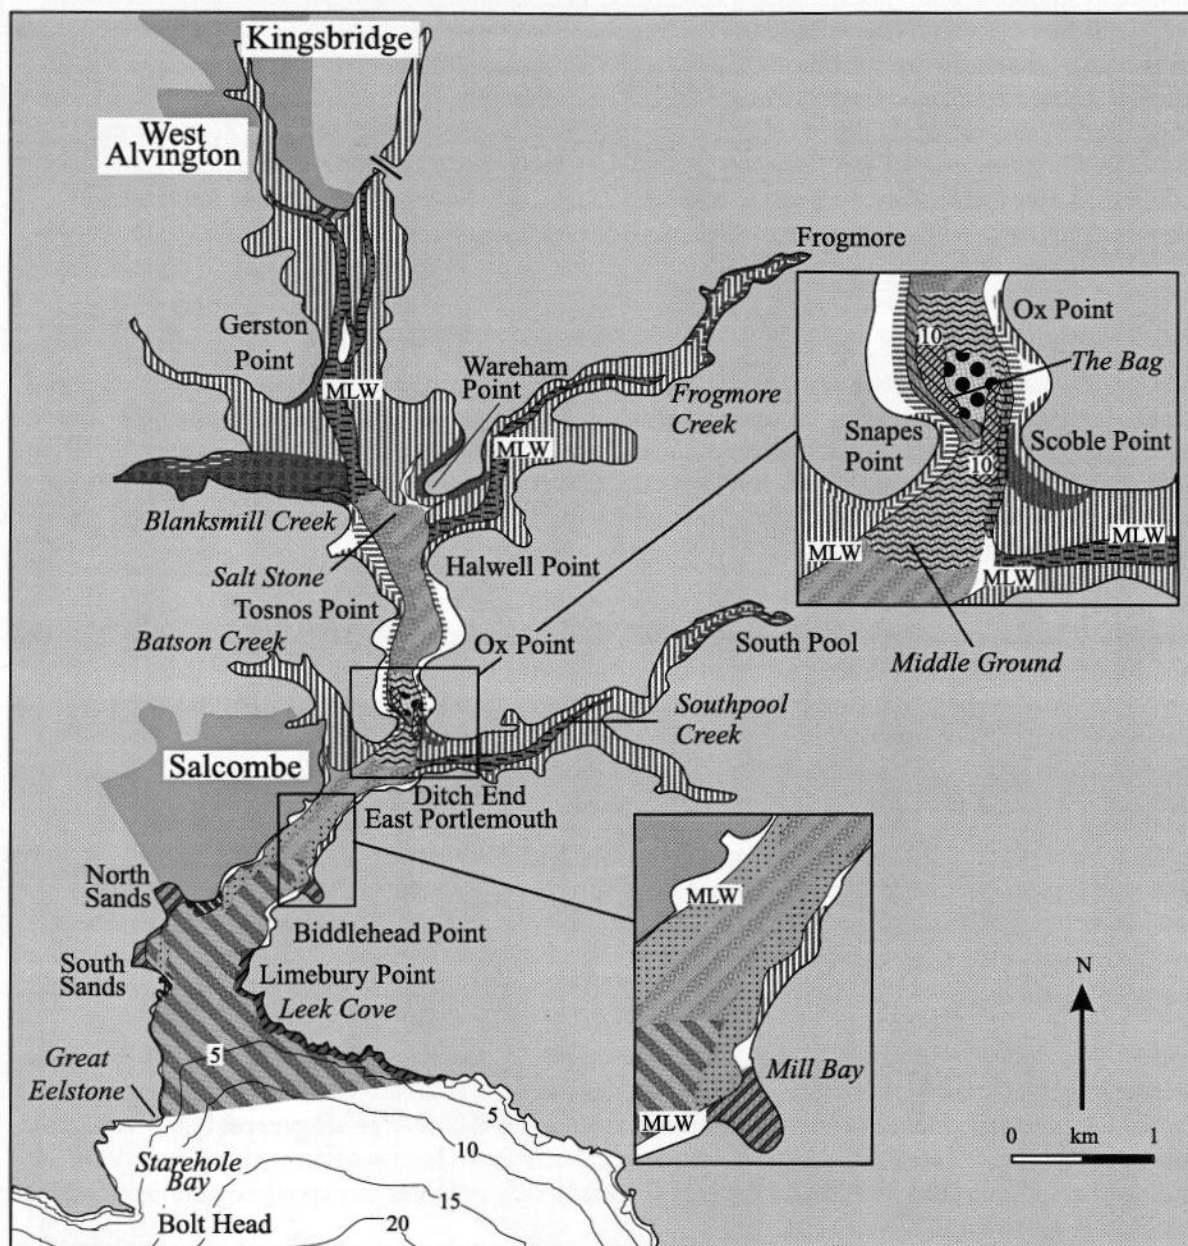 Kingsbridge
West
Alvington
Frogmore
Gerston
Point
Wareham
Point
MLW
Frogmore
Creek
MLW
Blanksmill Creek
Salt Stone
Halwell Point
Tosnos Point
Batson Creek
Ox Point
South Pool
Southpool
Creek
Salcombe
Ditch End
East Portlemouth
North
Sands
Biddlehead Point
South
Sands
Limebury Point
Leek Cove
Great
Eelstone
5
5
10
15
20
Starehole
Bay
Bolt Head
Ox Point
10
The Bag
Snapes
Point
Scoble Point
10
MLW
MLW
MLW
Middle Ground
MLW
Mill Bay
MLW
N
0 km 1